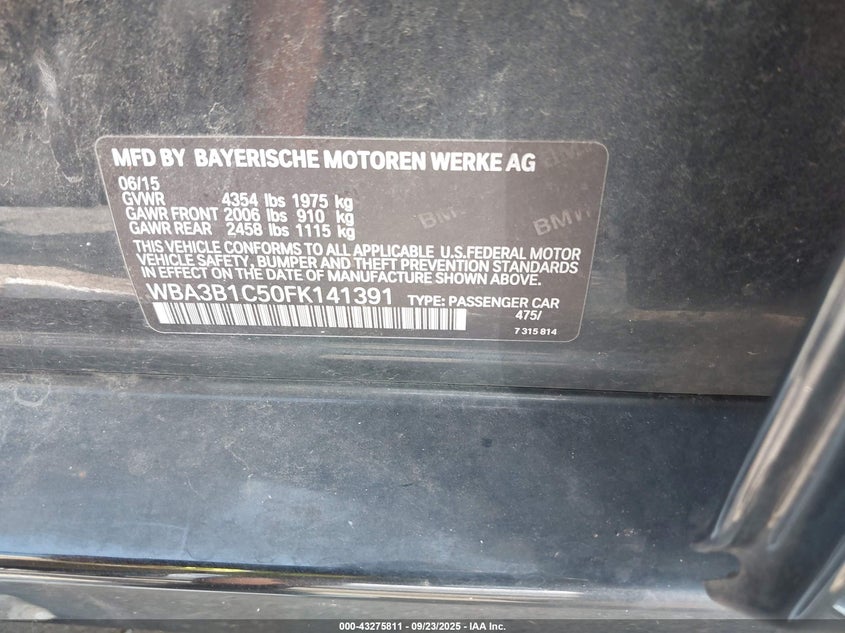 MFD BY BAYERISCHE MOTOREN WERKE AG
06/15
GVWR 4354 lbs 1975 kg
GAWR FRONT 2006 lbs 910 kg
GAWR REAR 2458 lbs 1115 kg
THIS VEHICLE CONFORMS TO ALL APPLICABLE U.S.FEDERAL MOTOR
VEHICLE SAFETY, BUMPER AND THEFT PREVENTION STANDARDS
IN EFFECT ON THE DATE OF MANUFACTURE SHOWN ABOVE.
WBA3B1C50FK141391 TYPE: PASSENGER CAR
475/
7 315 814
BMW
000-43275811 - 09/23/2025 - IAA Inc.